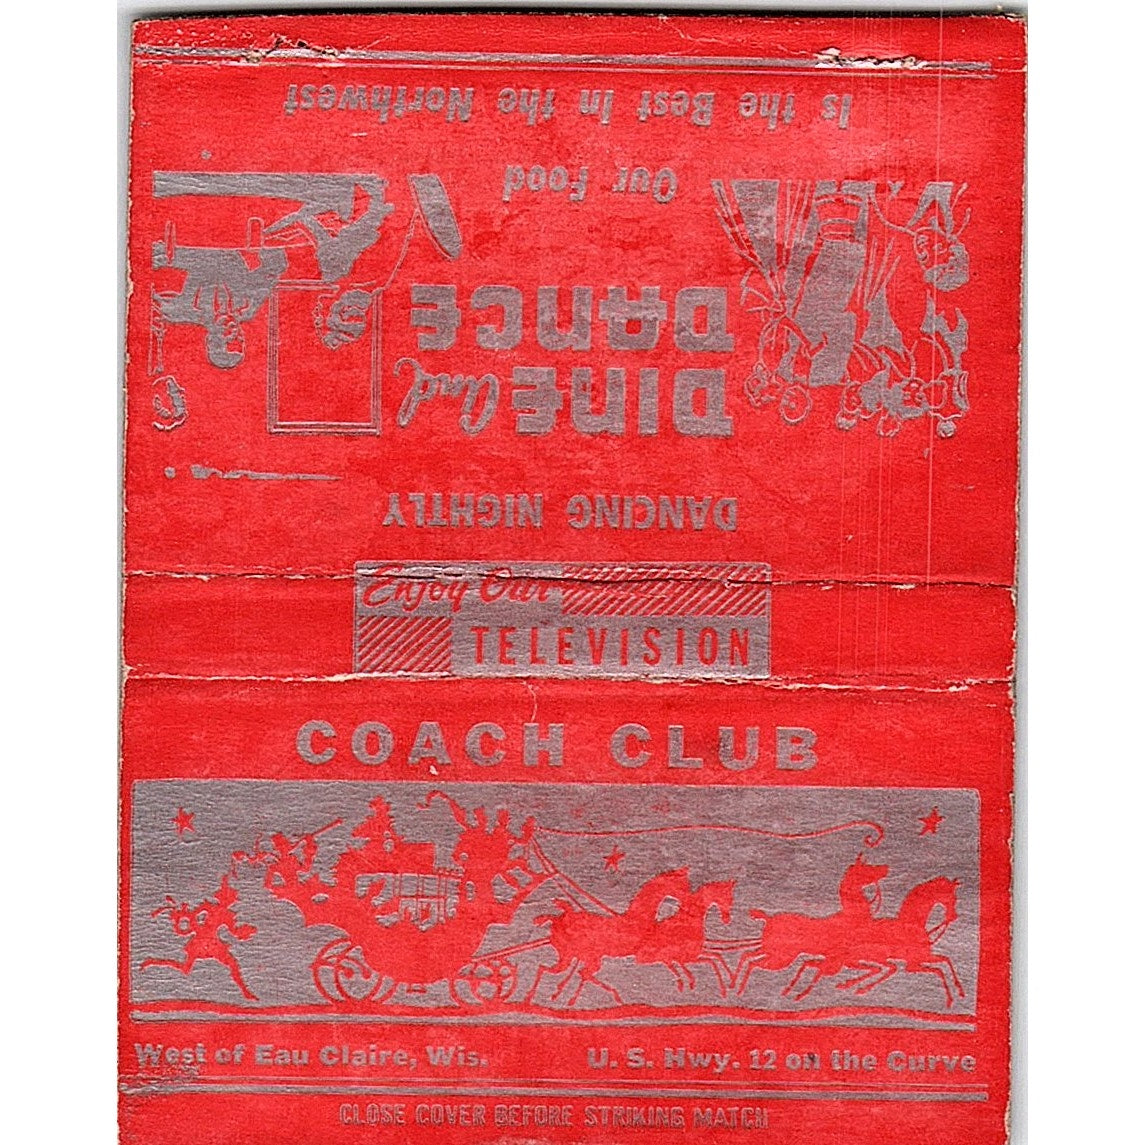 DANCING NIGHTLY
DINE and
DANCE
Our Food
Is the Best In the Northwest
Enjoy Our
TELEVISION
COACH CLUB
West of Eau Claire, Wis.
U. S. Hwy. 12 on the Curve
CLOSE COVER BEFORE STRIKING MATCH